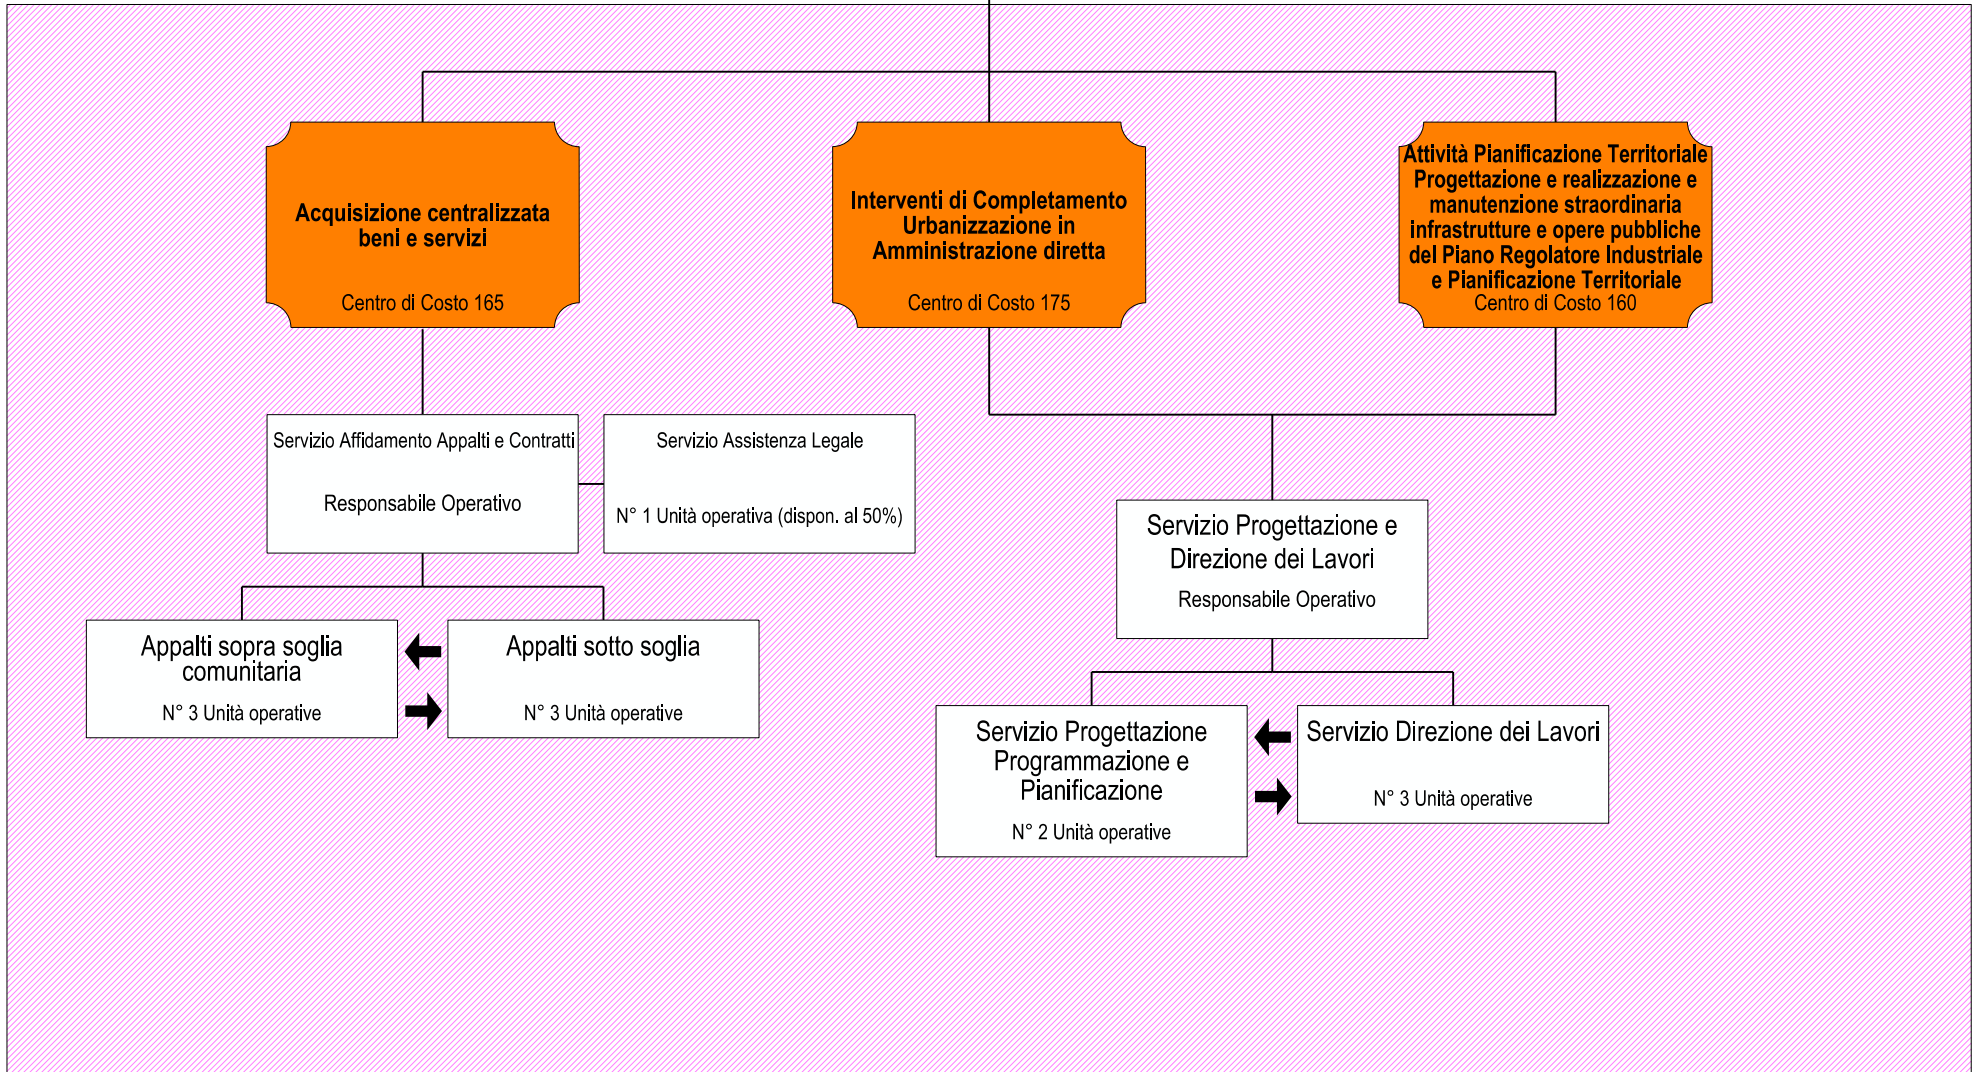 Acquisizione centralizzata
beni e servizi
Centro di Costo 165
Interventi di Completamento
Urbanizzazione in
Amministrazione diretta
Centro di Costo 175
Attività Pianificazione Territoriale
Progettazione e realizzazione e
manutenzione straordinaria
infrastrutture e opere pubbliche
del Piano Regolatore Industriale
e Pianificazione Territoriale
Centro di Costo 160
Servizio Affidamento Appalti e Contratti
Responsabile Operativo
Servizio Assistenza Legale
N° 1 Unità operativa (dispon. al 50%)
Servizio Progettazione e
Direzione dei Lavori
Responsabile Operativo
Appalti sopra soglia
comunitaria
N° 3 Unità operative
Appalti sotto soglia
N° 3 Unità operative
Servizio Progettazione
Programmazione e
Pianificazione
N° 2 Unità operative
Servizio Direzione dei Lavori
N° 3 Unità operative